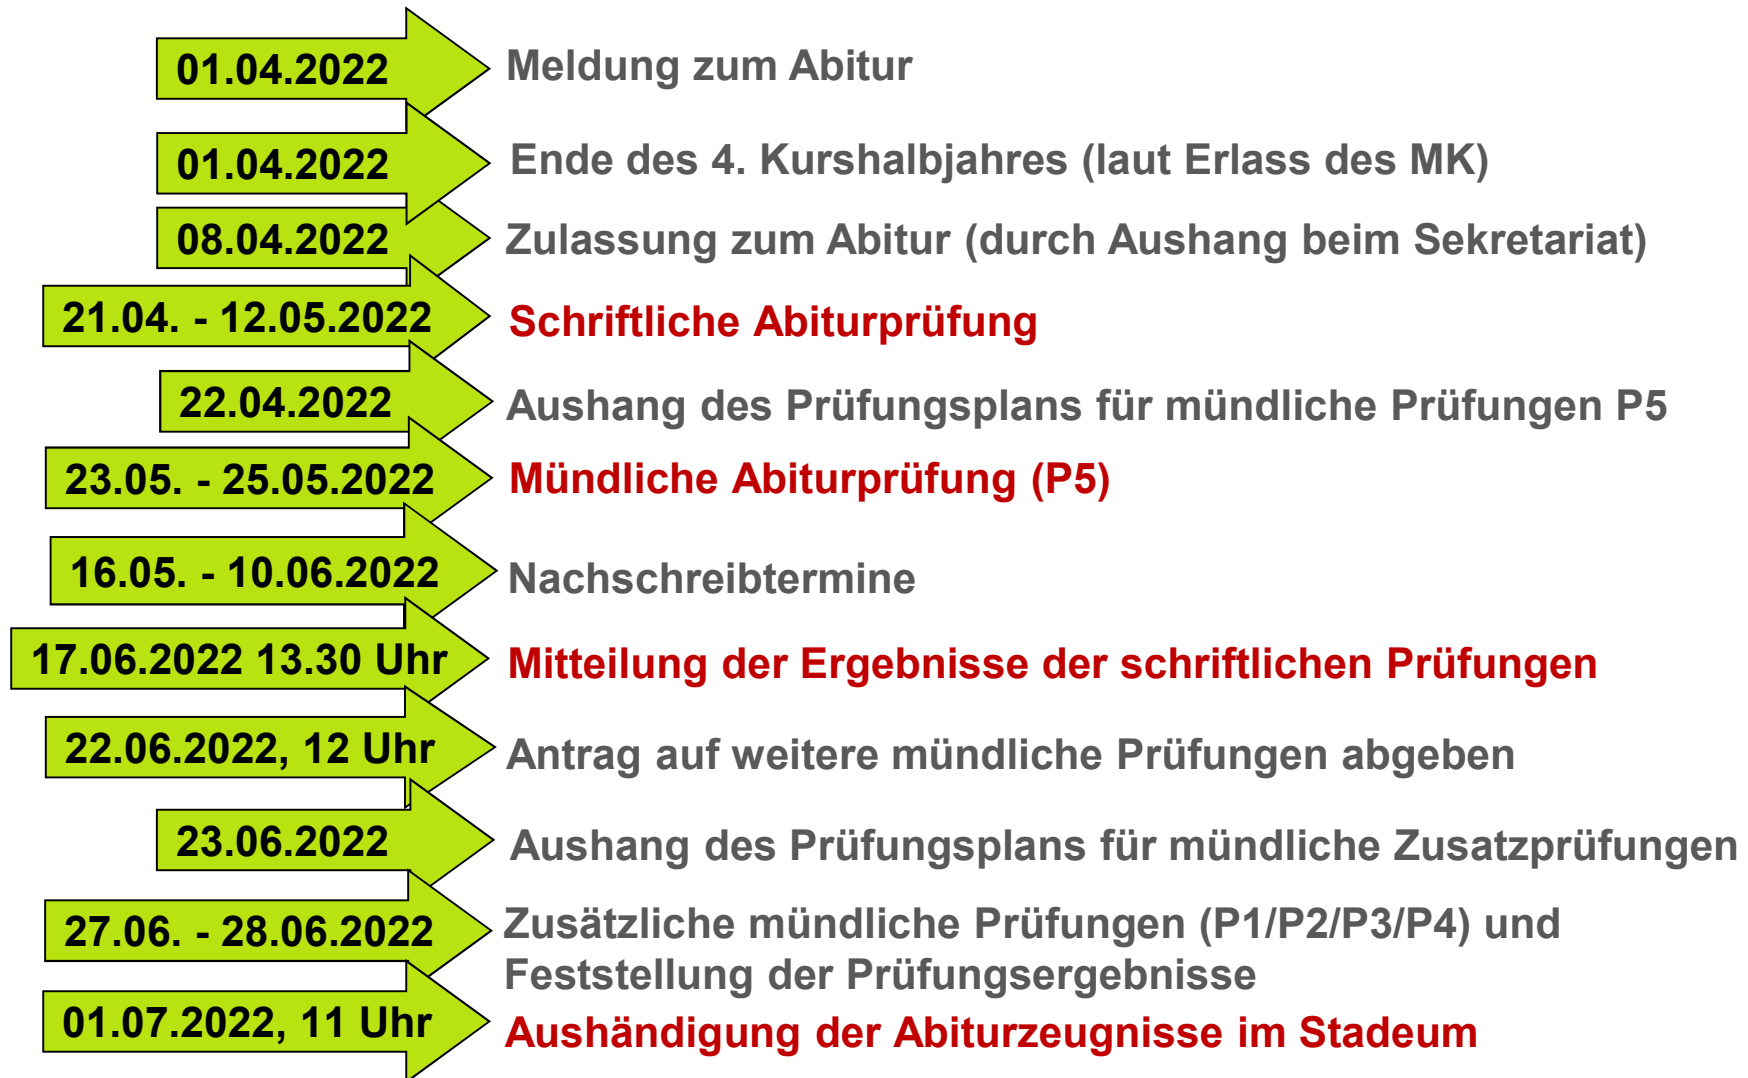 01.04.2022 Meldung zum Abitur
01.04.2022 Ende des 4. Kurshalbjahres (laut Erlass des MK)
08.04.2022 Zulassung zum Abitur (durch Aushang beim Sekretariat)
21.04. - 12.05.2022 Schriftliche Abiturprüfung
22.04.2022 Aushang des Prüfungsplans für mündliche Prüfungen P5
23.05. - 25.05.2022 Mündliche Abiturprüfung (P5)
16.05. - 10.06.2022 Nachschreibtermine
17.06.2022 13.30 Uhr Mitteilung der Ergebnisse der schriftlichen Prüfungen
22.06.2022, 12 Uhr Antrag auf weitere mündliche Prüfungen abgeben
23.06.2022 Aushang des Prüfungsplans für mündliche Zusatzprüfungen
27.06. - 28.06.2022 Zusätzliche mündliche Prüfungen (P1/P2/P3/P4) und
Feststellung der Prüfungsergebnisse
01.07.2022, 11 Uhr Aushändigung der Abiturzeugnisse im Stadeum